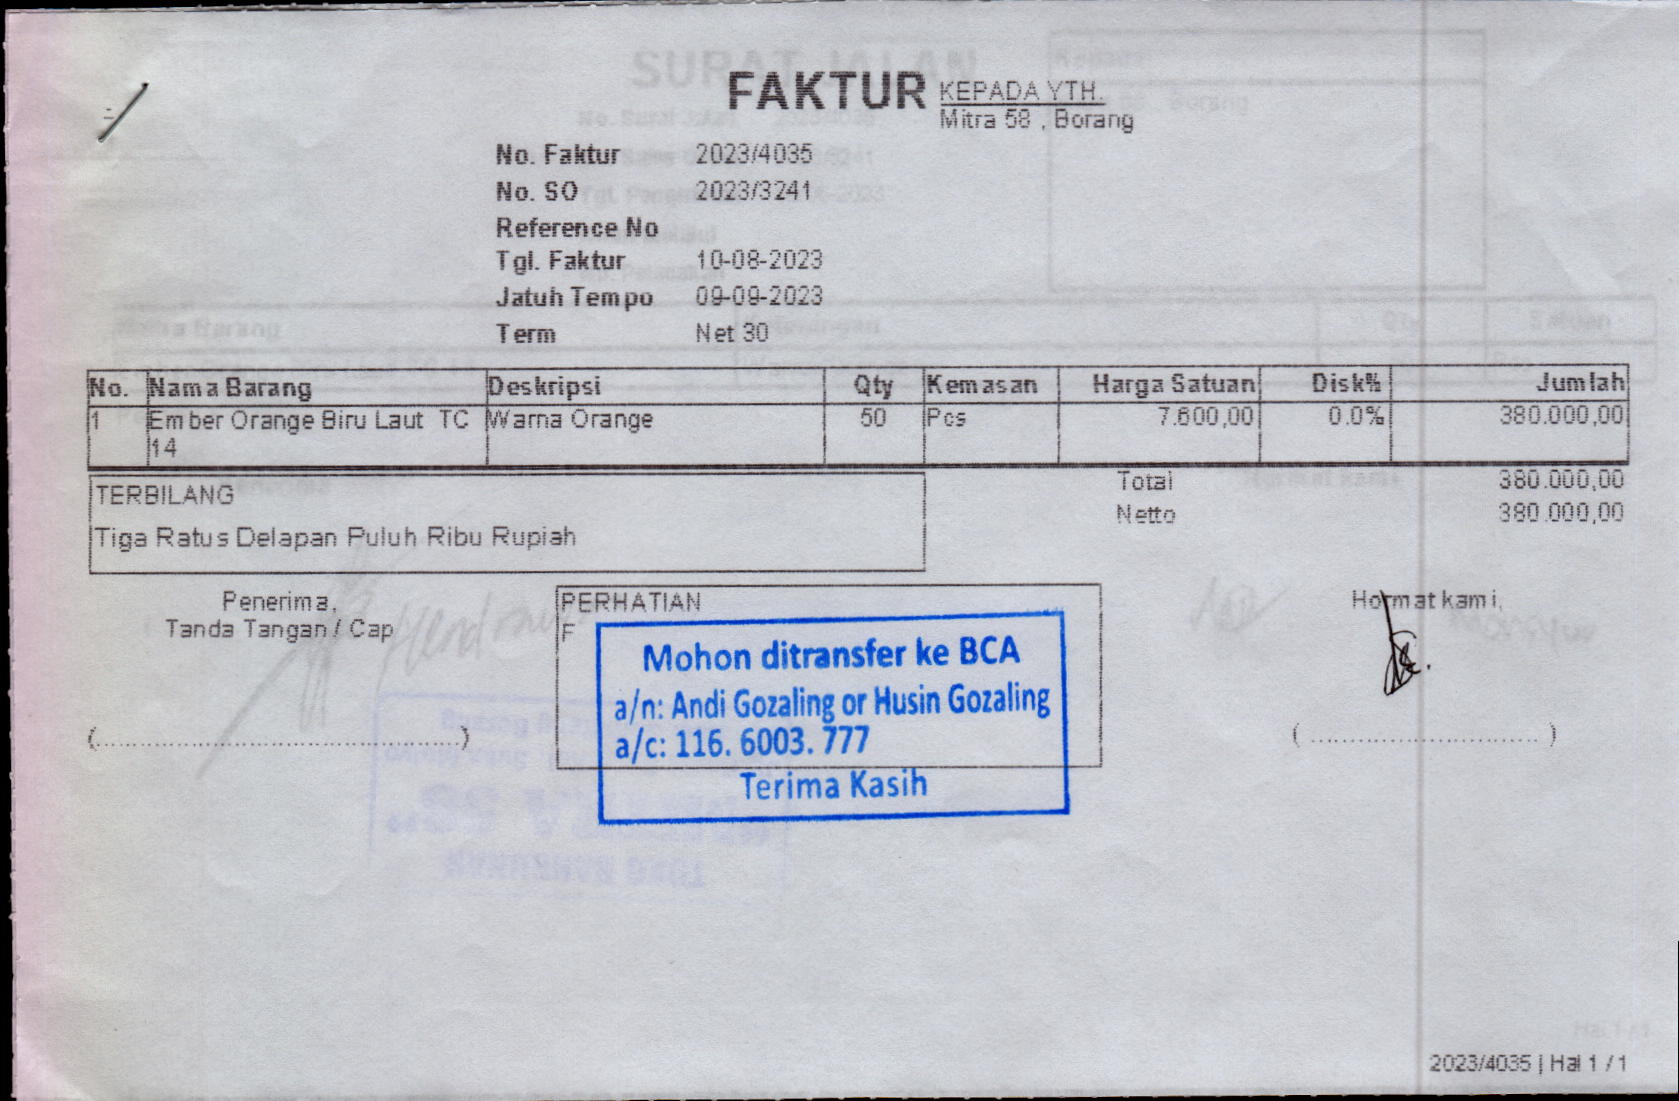 FAKTUR
KEPADA YTH.
Mitra 58 , Borang
No. Faktur 2023/4035
No. SO 2023/3241
Reference No
Tgl. Faktur 10-08-2023
Jatuh Tempo 09-09-2023
Term Net 30
No. Nama Barang Deskripsi Qty Kemasan Harga Satuan Disk% Jumlah
1 Ember Orange Biru Laut TC Warna Orange 50 Pcs 7.600,00 0.0% 380.000,00
14
Total 380.000,00
Netto 380.000,00
TERBILANG
Tiga Ratus Delapan Puluh Ribu Rupiah
Penerima,
Tanda Tangan / Cap
(..........................................................)
PERHATIAN
F
Mohon ditransfer ke BCA
a/n: Andi Gozaling or Husin Gozaling
a/c: 116. 6003. 777
Terima Kasih
Hormat kami,
( ................................ )
SURAT JALAN
2023/4035 | Hal 1 / 1